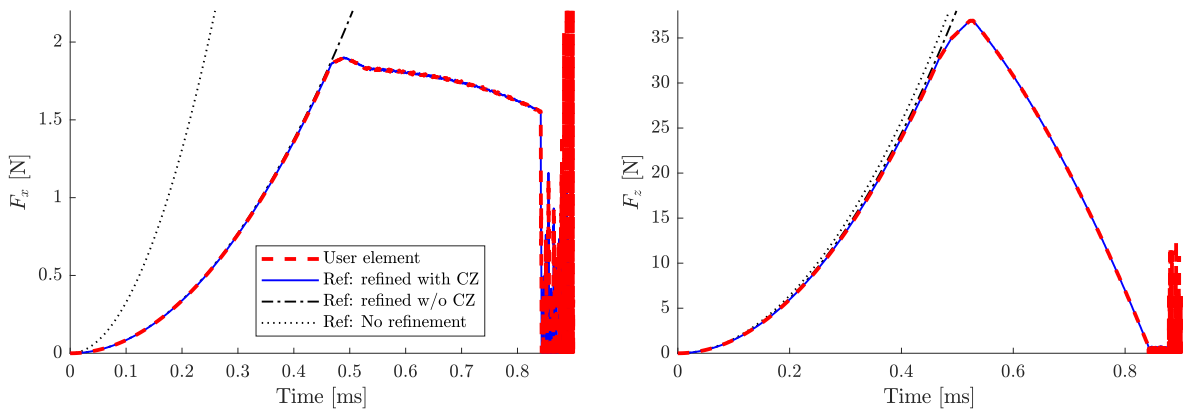 2
1.5
1
0.5
0
F_x [N]
User element
Ref: refined with CZ
Ref: refined w/o CZ
Ref: No refinement
0 0.1 0.2 0.3 0.4 0.5 0.6 0.7 0.8
Time [ms]
35
30
25
20
15
10
5
0
F_z [N]
0 0.2 0.4 0.6 0.8
Time [ms]